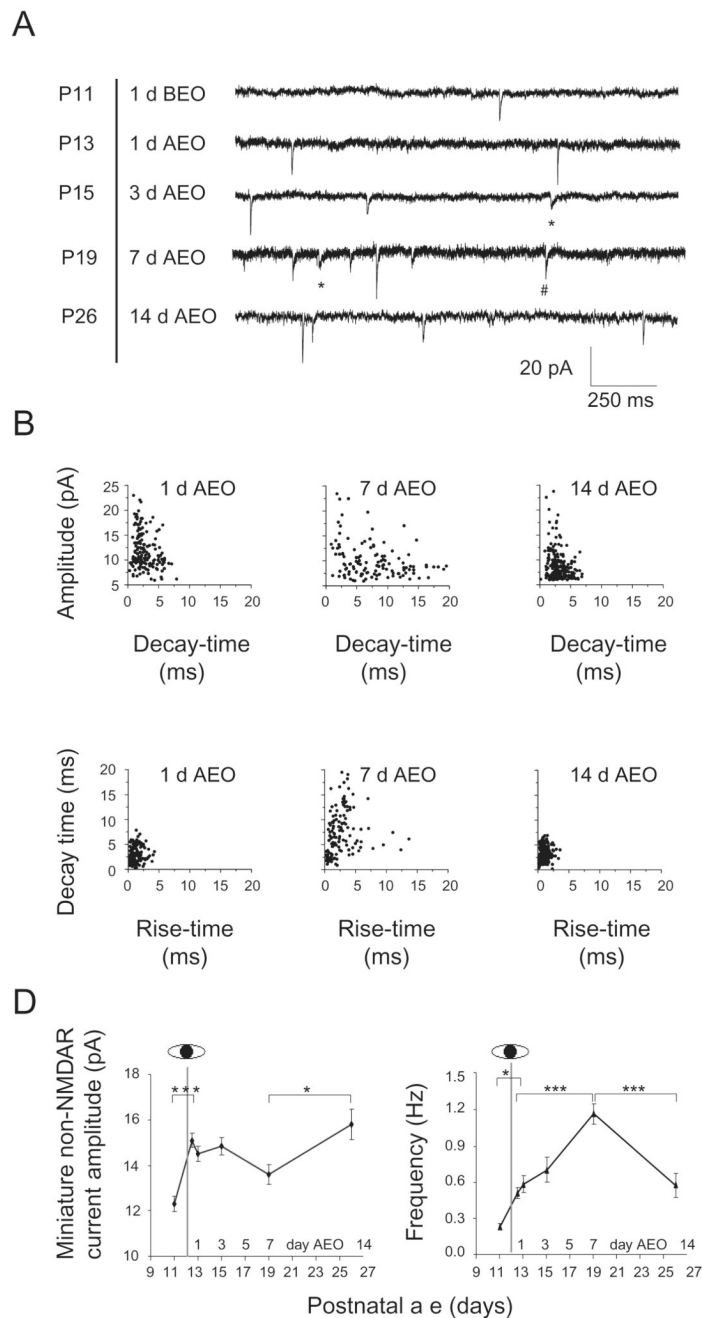 A
P11 1 d BEO
P13 1 d AEO
P15 3 d AEO
*
P19 7 d AEO
* #
P26 14 d AEO
20 pA
250 ms
B
Amplitude (pA)
25
20
15
10
5
1 d AEO
0 5 10 15 20
Decay-time
(ms)
7 d AEO
0 5 10 15 20
Decay-time
(ms)
14 d AEO
0 5 10 15 20
Decay-time
(ms)
Decay time (ms)
20
15
10
5
0
1 d AEO
0 5 10 15 20
Rise-time
(ms)
7 d AEO
0 5 10 15 20
Rise-time
(ms)
14 d AEO
0 5 10 15 20
Rise-time
(ms)
D
Miniature non-NMDAR
current amplitude (pA)
18
16
14
12
10
*** *
1 3 5 7 day AEO 14
9 11 13 15 17 19 21 23 25 27
Frequency (Hz)
1.5
1.2
0.9
0.6
0.3
0.0
* *** ***
1 3 5 7 day AEO 14
9 11 13 15 17 19 21 23 25 27
Postnatal a e (days)